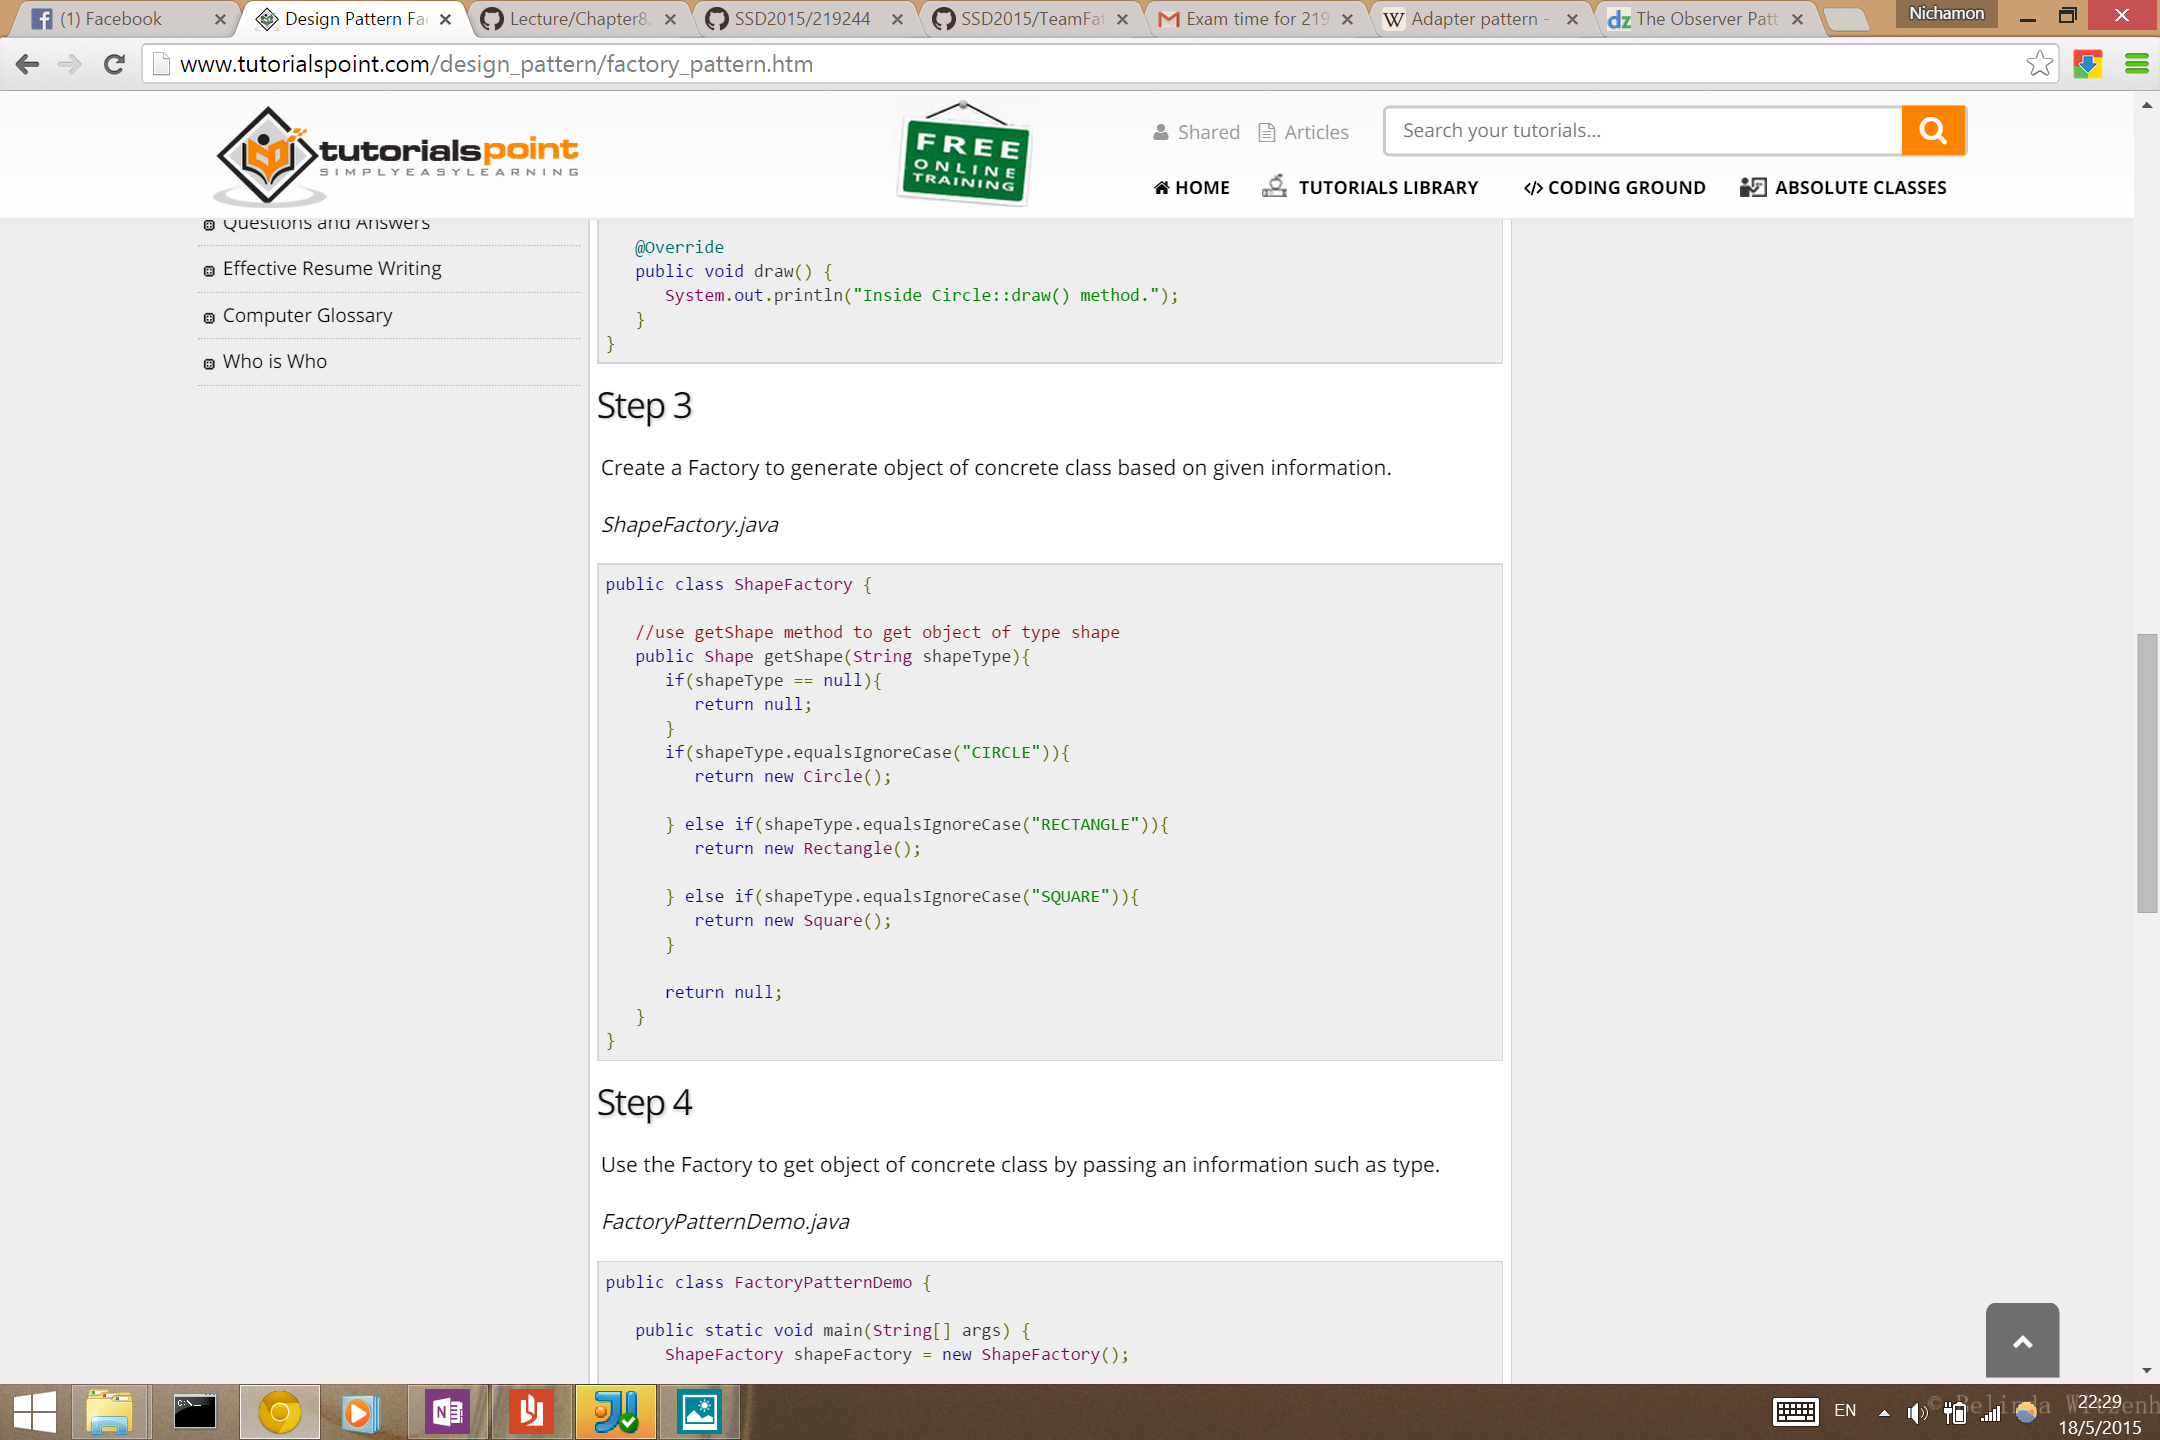 (1) Facebook
Design Pattern Fa
Lecture/Chapter8.
SSD2015/219244
SSD2015/TeamFat
Exam time for 219
Adapter pattern -
The Observer Patt
Nichamon
www.tutorialspoint.com/design_pattern/factory_pattern.htm
tutorialspoint
SIMPLYEASYLEARNING
FREE
ONLINE
TRAINING
Shared
Articles
Search your tutorials...
HOME
TUTORIALS LIBRARY
</> CODING GROUND
ABSOLUTE CLASSES
Questions and Answers
Effective Resume Writing
Computer Glossary
Who is Who
@Override
public void draw() {
System.out.println("Inside Circle::draw() method.");
}
}
Step 3
Create a Factory to generate object of concrete class based on given information.
ShapeFactory.java
public class ShapeFactory {
//use getShape method to get object of type shape
public Shape getShape(String shapeType){
if(shapeType == null){
return null;
}
if(shapeType.equalsIgnoreCase("CIRCLE")){
return new Circle();
} else if(shapeType.equalsIgnoreCase("RECTANGLE")){
return new Rectangle();
} else if(shapeType.equalsIgnoreCase("SQUARE")){
return new Square();
}
return null;
}
}
Step 4
Use the Factory to get object of concrete class by passing an information such as type.
FactoryPatternDemo.java
public class FactoryPatternDemo {
public static void main(String[] args) {
ShapeFactory shapeFactory = new ShapeFactory();
EN
22:29
18/5/2015